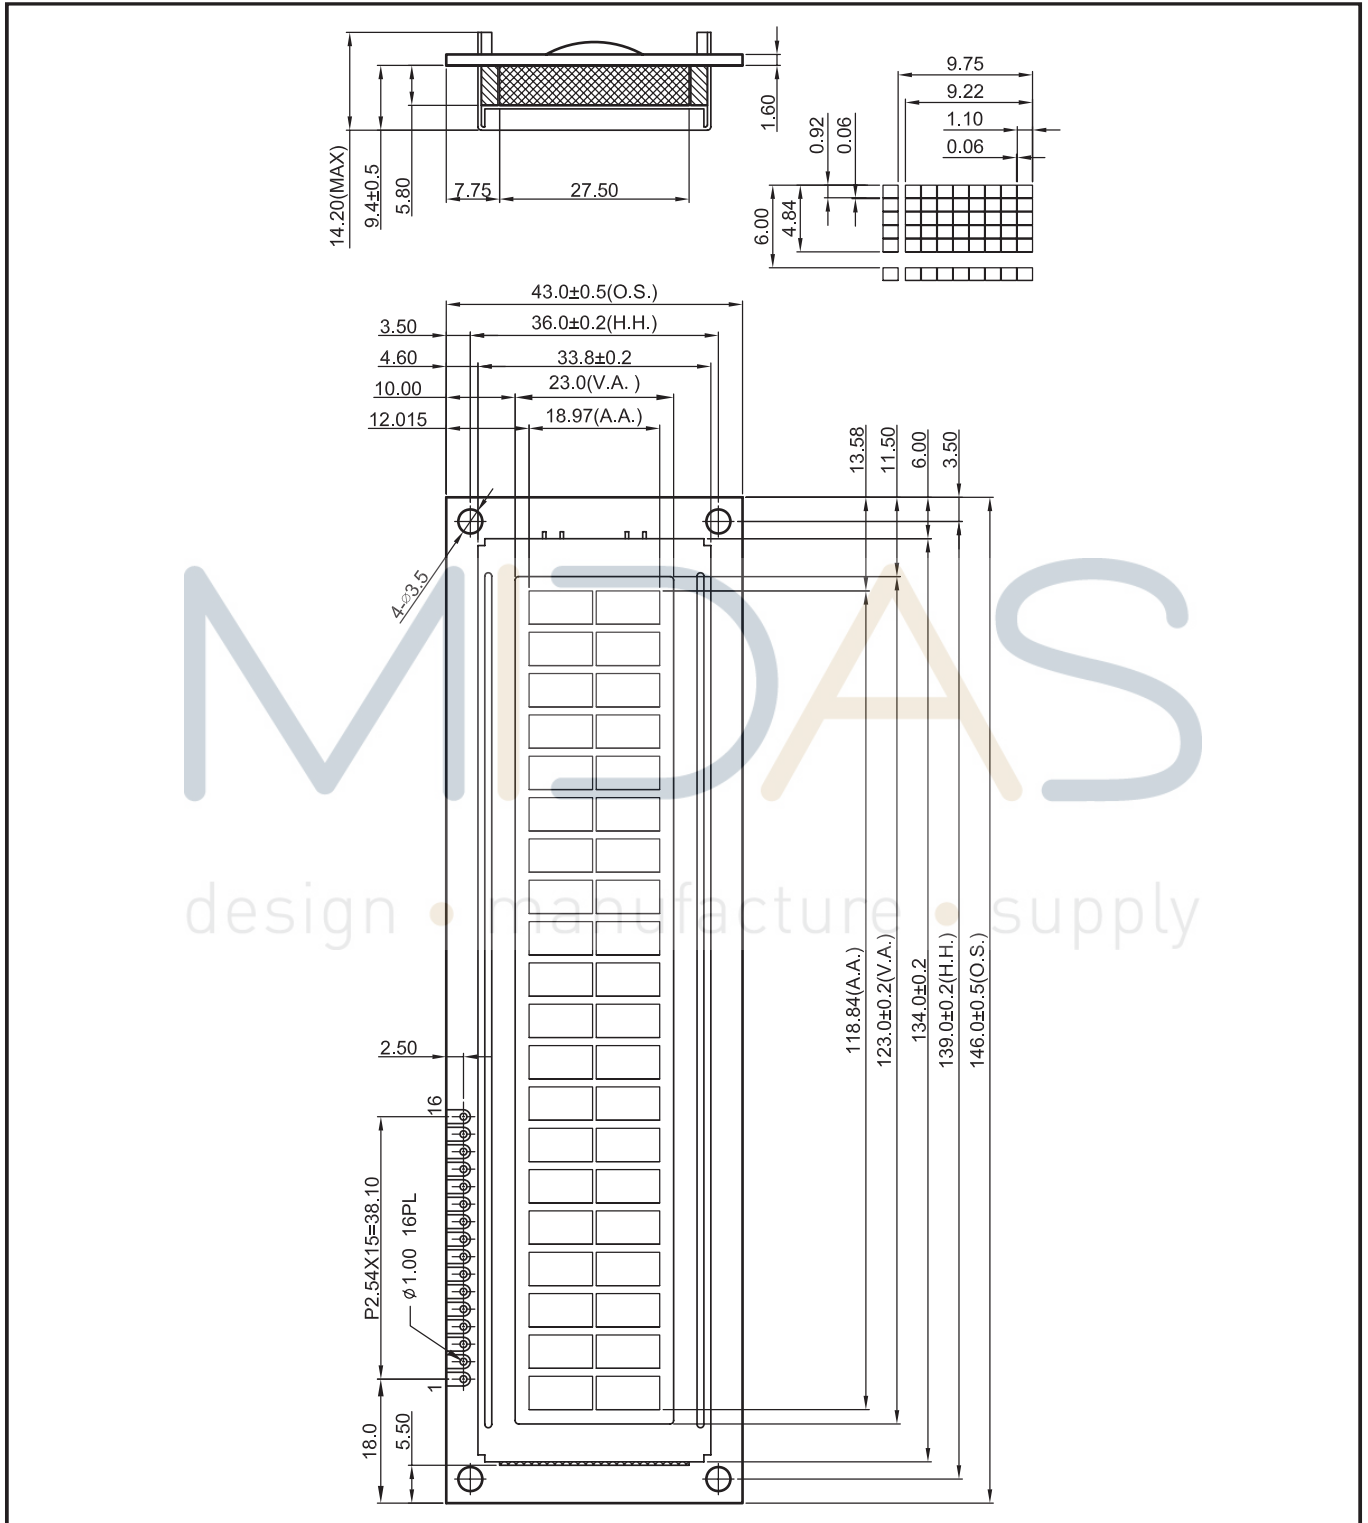 14.20(MAX)
9.4±0.5
5.80
7.75
27.50
1.60
9.75
9.22
1.10
0.06
0.92
0.06
6.00
4.84
43.0±0.5(O.S.)
3.50
36.0±0.2(H.H.)
4.60
33.8±0.2
10.00
23.0(V.A. )
12.015
18.97(A.A.)
13.58
11.50
6.00
3.50
4-⌀3.5
MIDAS
design • manufacture • supply
118.84(A.A.)
123.0±0.2(V.A.)
134.0±0.2
139.0±0.2(H.H.)
146.0±0.5(O.S.)
2.50
16
P2.54X15=38.10
⌀1.00 16PL
1
18.0
5.50